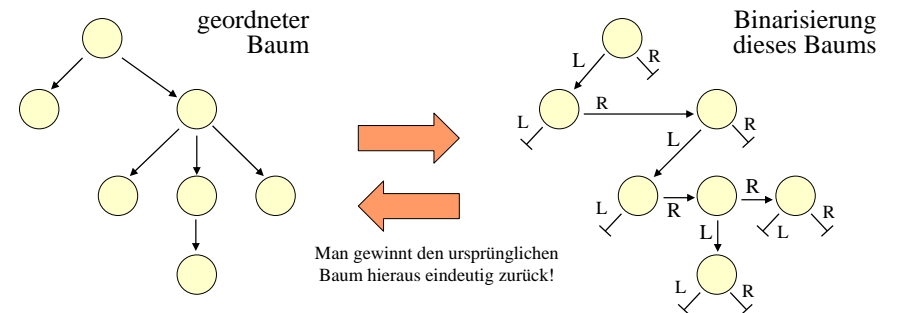 geordneter
Baum
Binarisierung
dieses Baums
L
R
L
R
R
L
L
R
R
L
L
R
L
R
Man gewinnt den ursprünglichen
Baum hieraus eindeutig zurück!